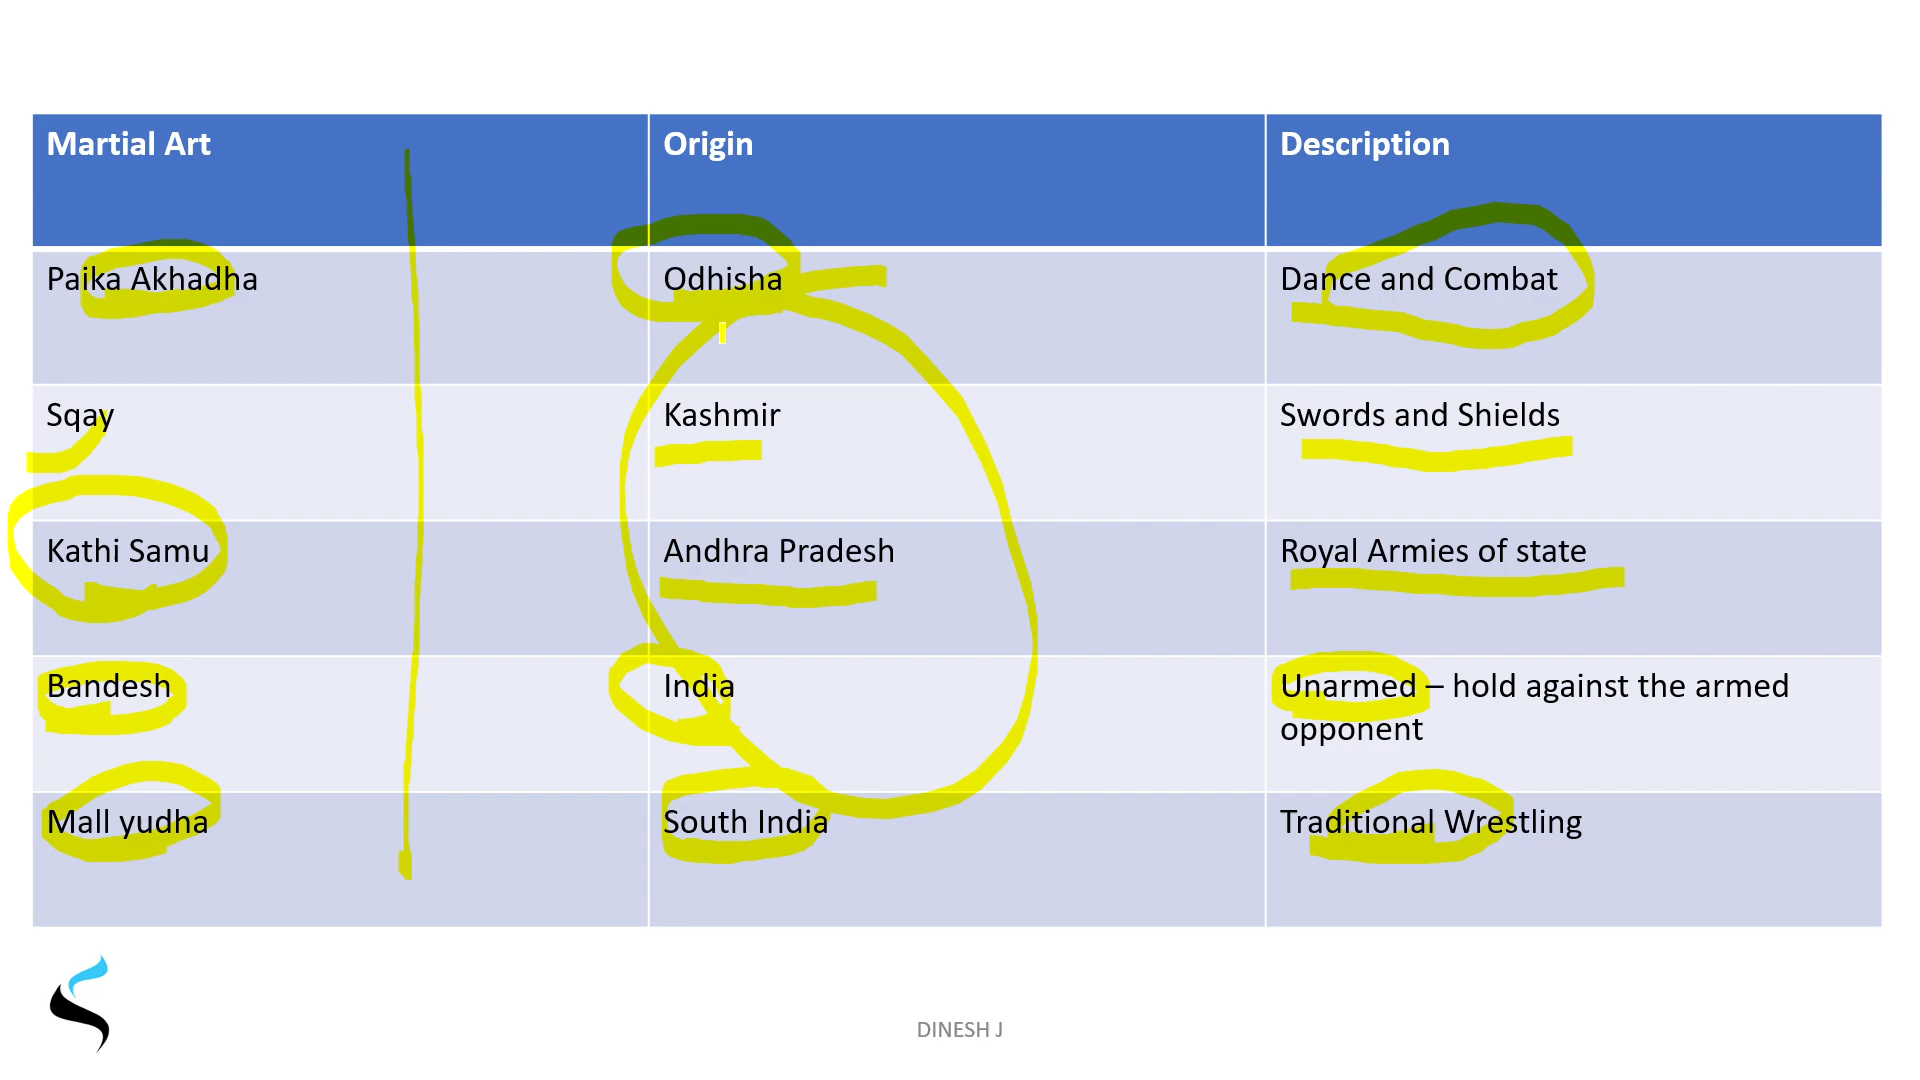 Martial Art Origin Description
Paika Akhadha Odhisha Dance and Combat
Sqay Kashmir Swords and Shields
Kathi Samu Andhra Pradesh Royal Armies of state
Bandesh India Unarmed – hold against the armed
opponent
Mall yudha South India Traditional Wrestling
DINESH J